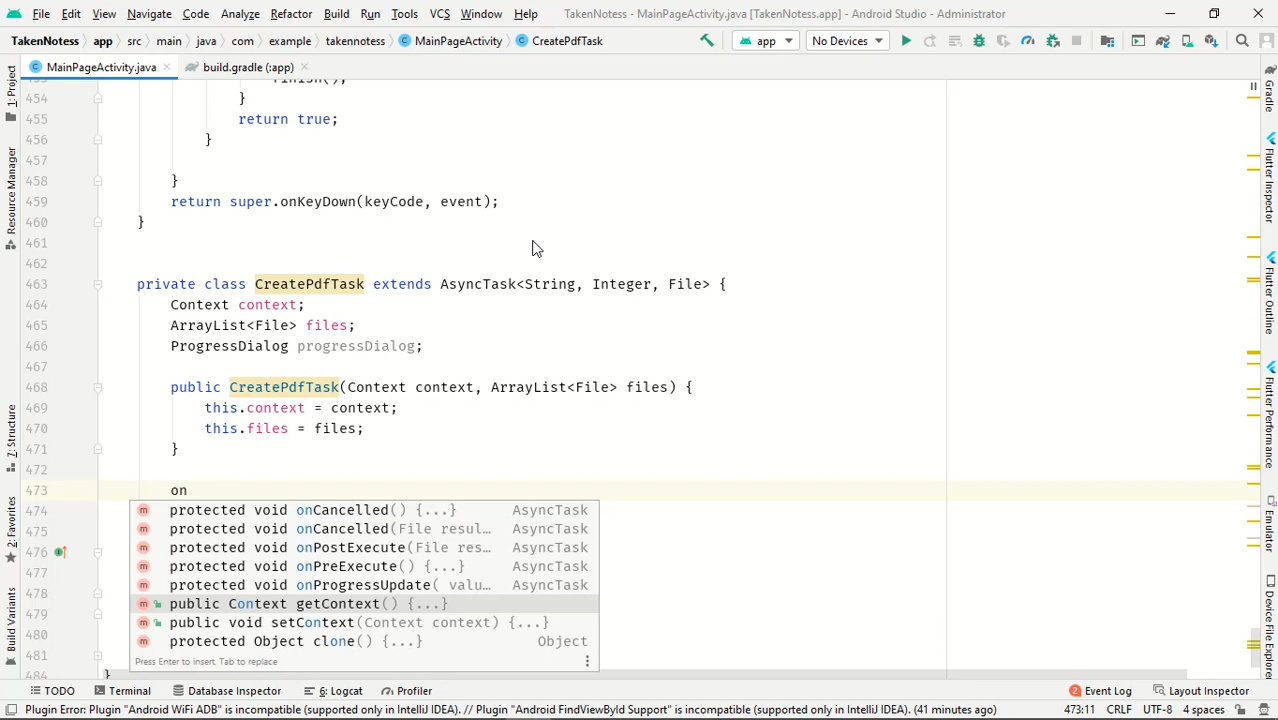 File Edit View Navigate Code Analyze Refactor Build Run Tools VCS Window Help TakenNotess - MainPageActivity.java [TakenNotess.app] - Android Studio - Administrator
TakenNotess app src main java com example takennotess MainPageActivity CreatePdfTask app No Devices
MainPageActivity.java build.gradle (:app)
454 }
455 return true;
456 }
457
458 }
459 return super.onKeyDown(keyCode, event);
460 }
461
462
463 private class CreatePdfTask extends AsyncTask<String, Integer, File> {
464 Context context;
465 ArrayList<File> files;
466 ProgressDialog progressDialog;
467
468 public CreatePdfTask(Context context, ArrayList<File> files) {
469 this.context = context;
470 this.files = files;
471 }
472
473 on
474 protected void onCancelled() {...} AsyncTask
protected void onCancelled(File resul… AsyncTask
475 protected void onPostExecute(File res… AsyncTask
476 protected void onPreExecute() {...} AsyncTask
477 protected void onProgressUpdate( valu… AsyncTask
478 public Context getContext() {...}
479 public void setContext(Context context) {...}
480 protected Object clone() {...} Object
481 Press Enter to insert, Tab to replace
484 }
1: Project
Resource Manager
Z: Structure
2: Favorites
Build Variants
Gradle
Flutter Inspector
Flutter Outline
Flutter Performance
Emulator
Device File Explorer
TODO Terminal Database Inspector 6: Logcat Profiler 2 Event Log Layout Inspector
Plugin Error: Plugin "Android WiFi ADB" is incompatible (supported only in IntelliJ IDEA). // Plugin "Android FindViewById Support" is incompatible (supported only in IntelliJ IDEA). (41 minutes ago) 473:11 CRLF UTF-8 4 spaces